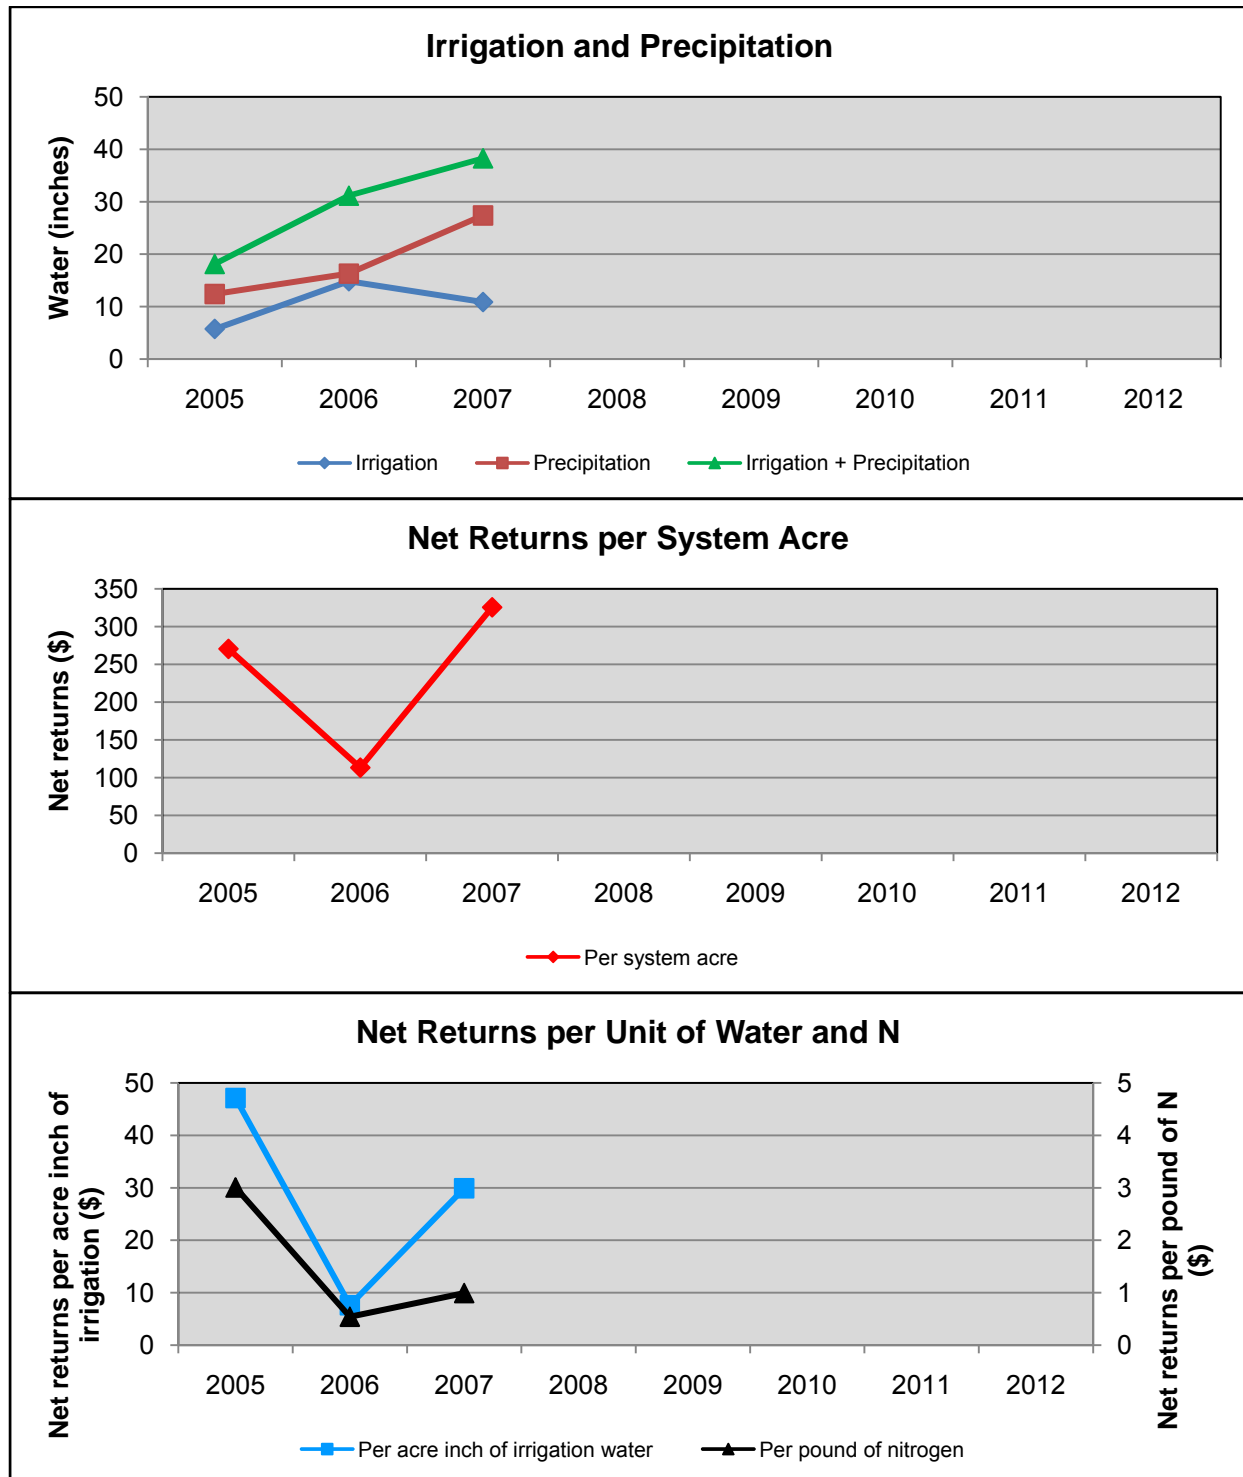 Irrigation and Precipitation
Water (inches)
50
40
30
20
10
0
2005 2006 2007 2008 2009 2010 2011 2012
Irrigation Precipitation Irrigation + Precipitation
Net Returns per System Acre
Net returns ($)
350
300
250
200
150
100
50
0
2005 2006 2007 2008 2009 2010 2011 2012
Per system acre
Net Returns per Unit of Water and N
Net returns per acre inch of
irrigation ($)
50
40
30
20
10
0
5
4
3
2
1
0
Net returns per pound of N
($)
2005 2006 2007 2008 2009 2010 2011 2012
Per acre inch of irrigation water Per pound of nitrogen